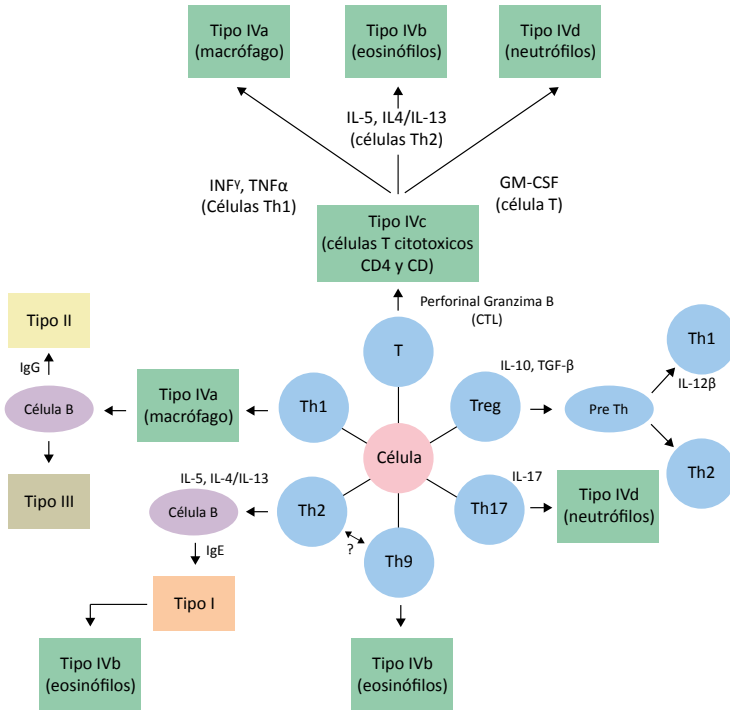 Tipo IVa
(macrófago)
Tipo IVb
(eosinófilos)
Tipo IVd
(neutrófilos)
IL-5, IL4/IL-13
(células Th2)
INFᵞ, TNFα
(Células Th1)
GM-CSF
(célula T)
Tipo IVc
(células T citotoxicos
CD4 y CD)
Perforinal Granzima B
(CTL)
Tipo II
IgG
Célula B
Tipo III
Tipo IVa
(macrófago)
Th1
T
Treg
IL-10, TGF-β
Pre Th
Th1
IL-12β
Th2
Célula
IL-5, IL-4/IL-13
Célula B
IgE
Th2
?
Th9
Th17
IL-17
Tipo IVd
(neutrófilos)
Tipo I
Tipo IVb
(eosinófilos)
Tipo IVb
(eosinófilos)